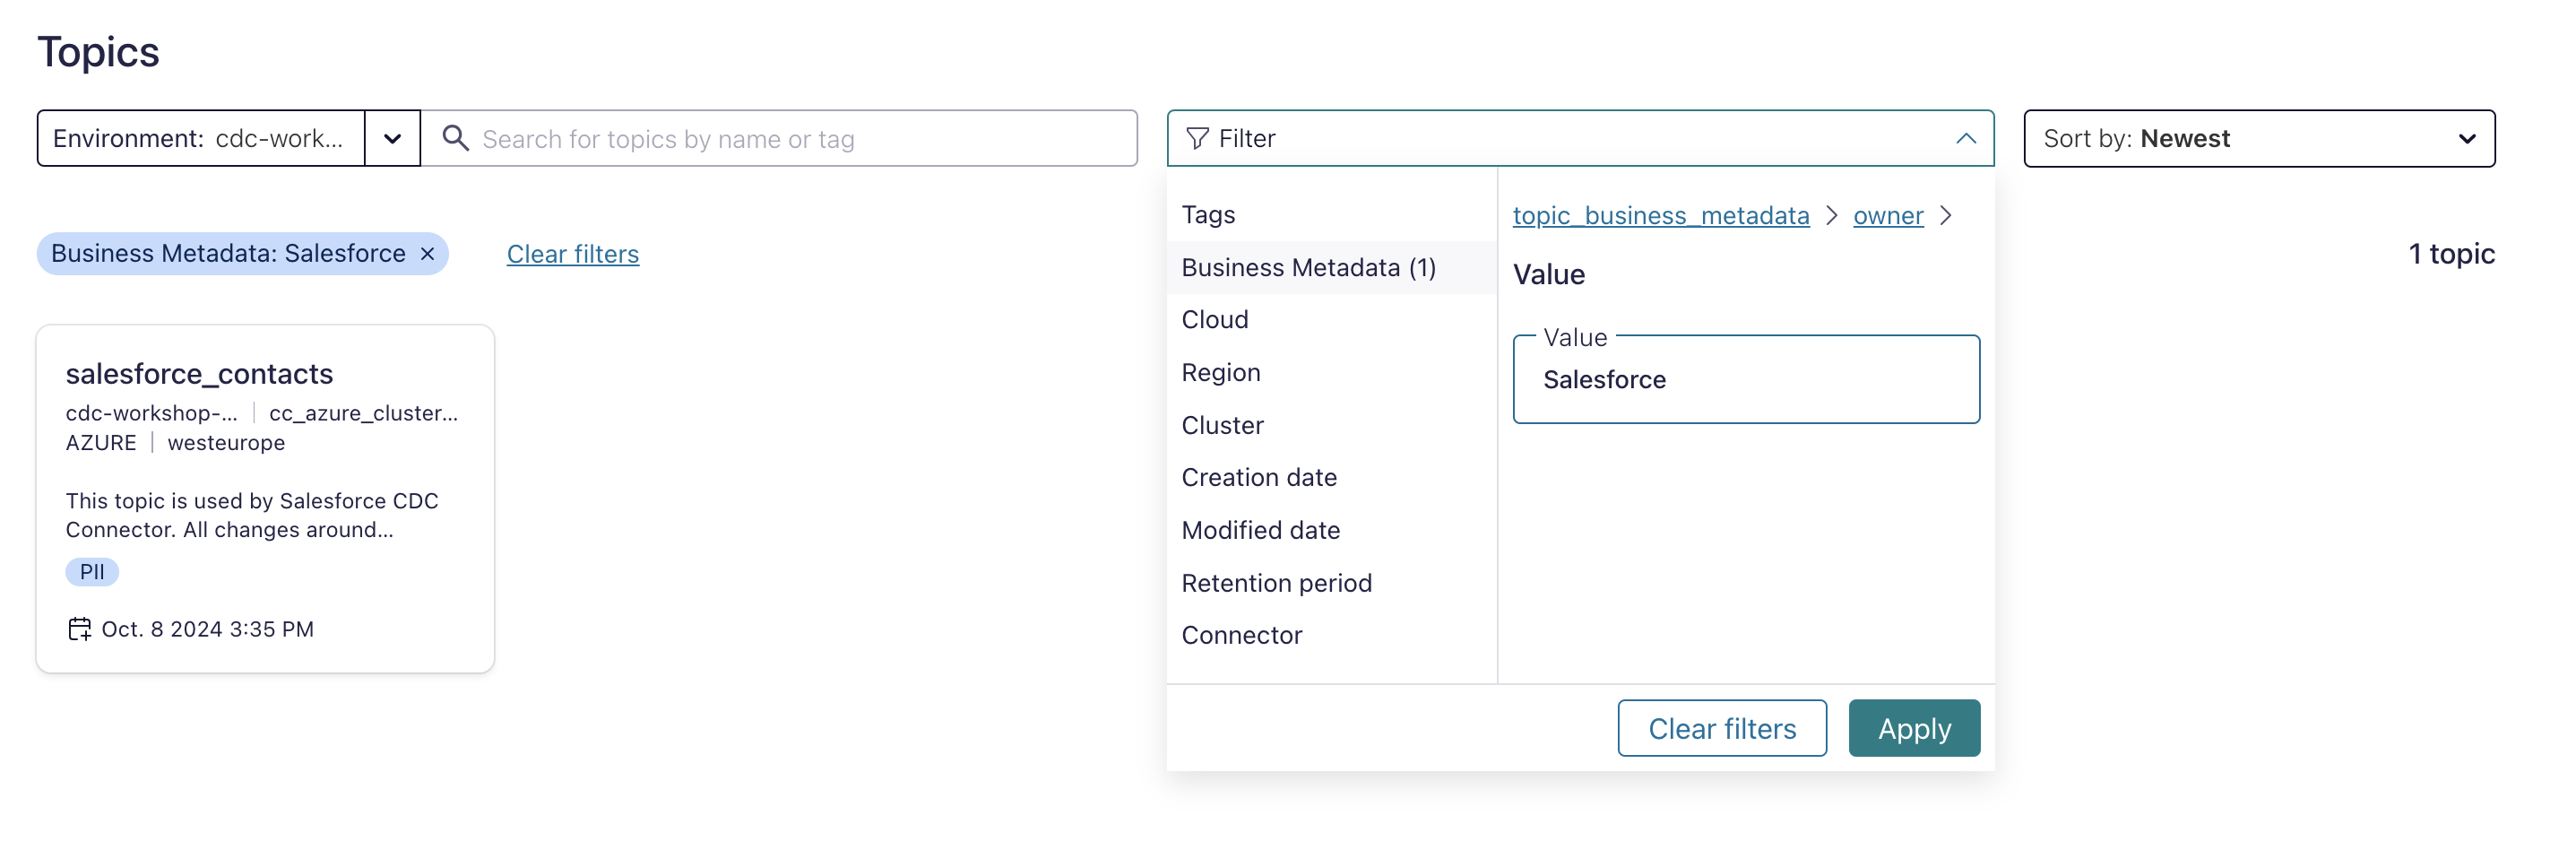 Topics
Environment: cdc-work...
Search for topics by name or tag
Filter
Sort by: Newest
Business Metadata: Salesforce ×
Clear filters
1 topic
salesforce_contacts
cdc-workshop-... | cc_azure_cluster...
AZURE | westeurope
This topic is used by Salesforce CDC
Connector. All changes around...
PII
Oct. 8 2024 3:35 PM
Tags
Business Metadata (1)
Cloud
Region
Cluster
Creation date
Modified date
Retention period
Connector
topic_business_metadata > owner >
Value
Value
Salesforce
Clear filters
Apply